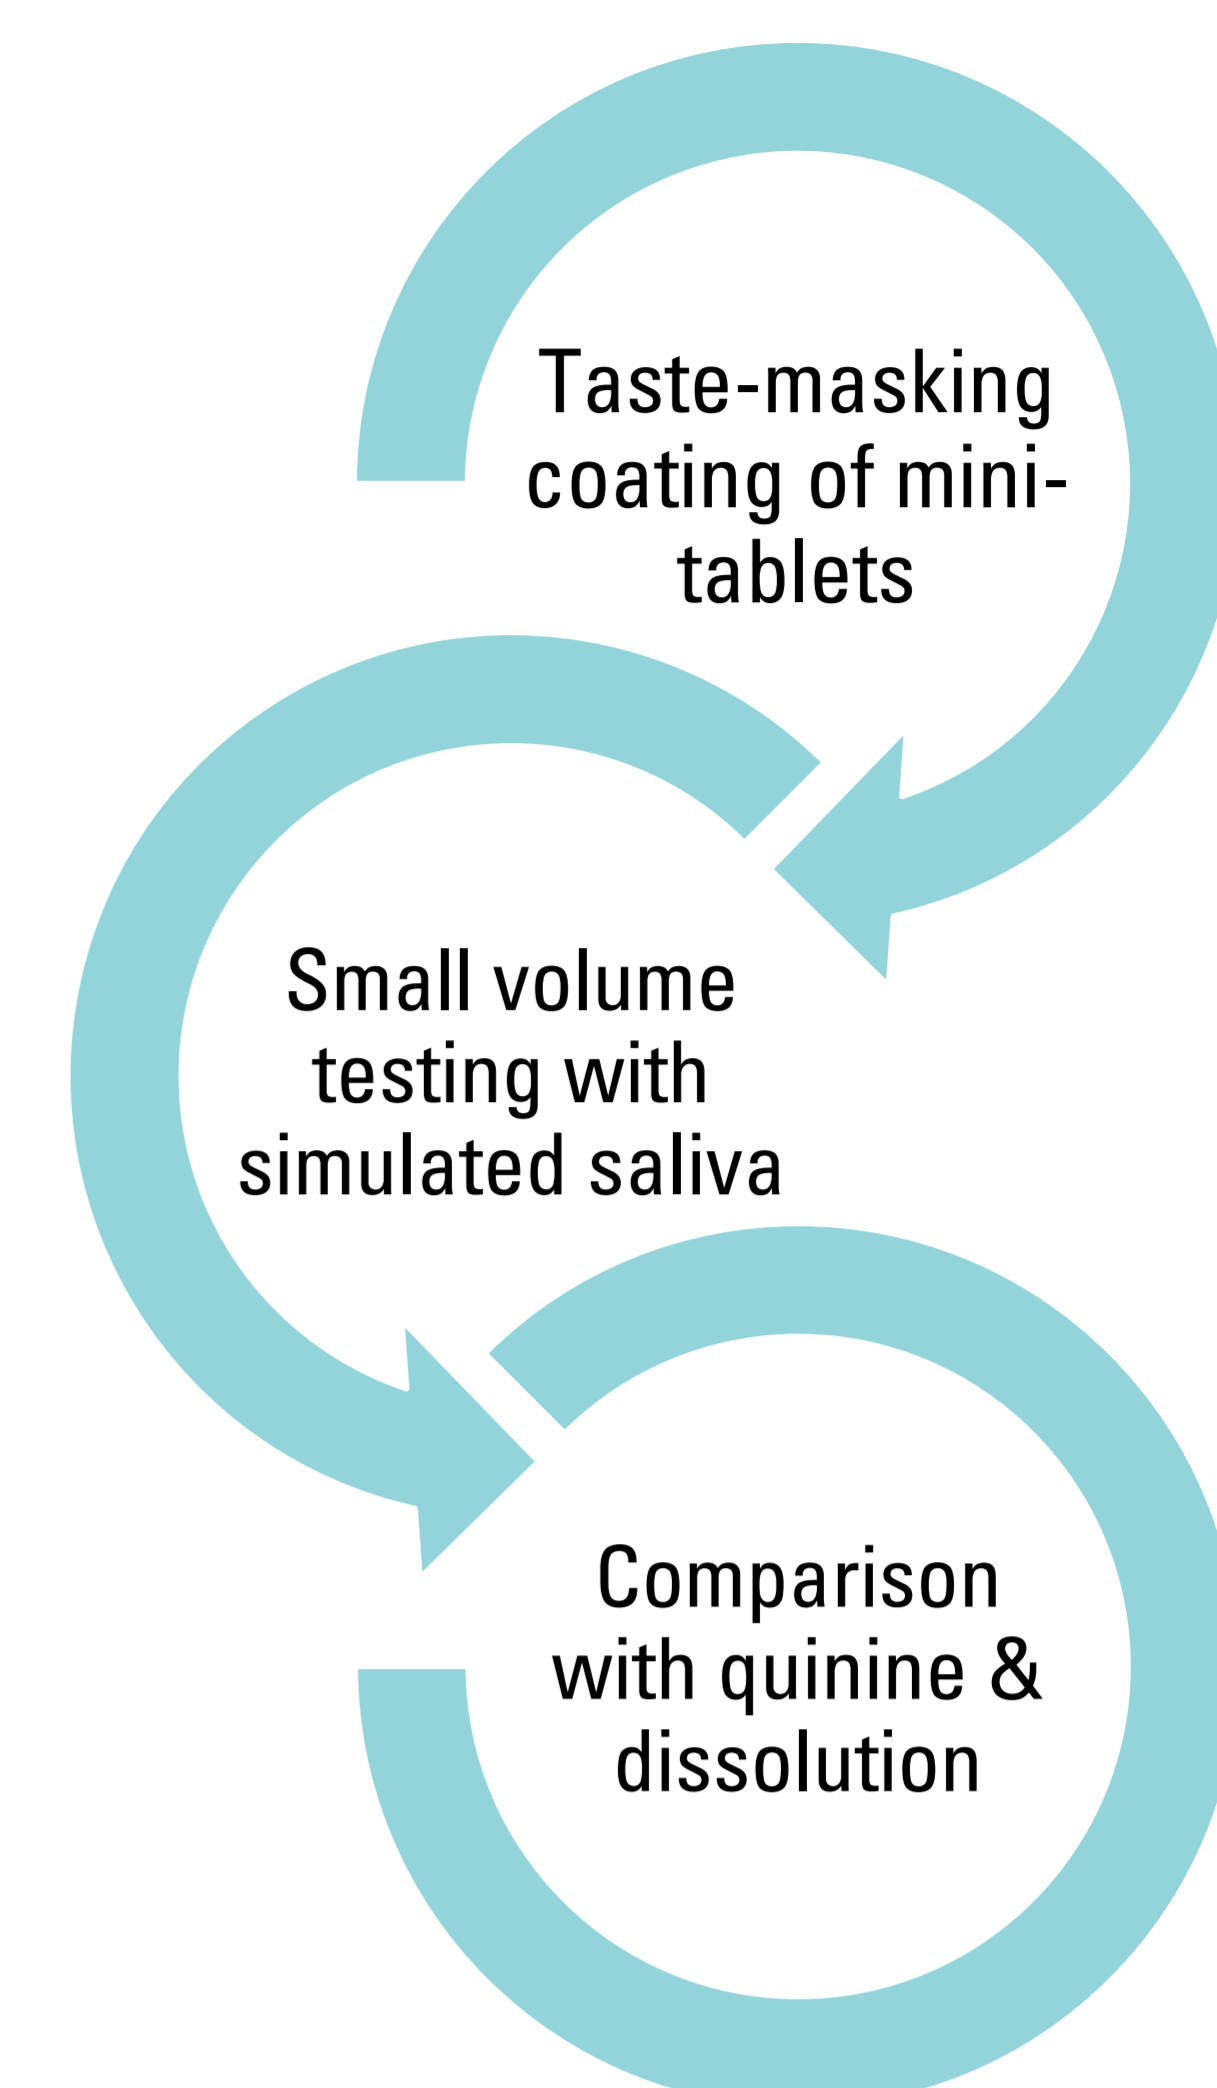 Taste-masking
coating of mini-
tablets
Small volume
testing with
simulated saliva
Comparison
with quinine &
dissolution